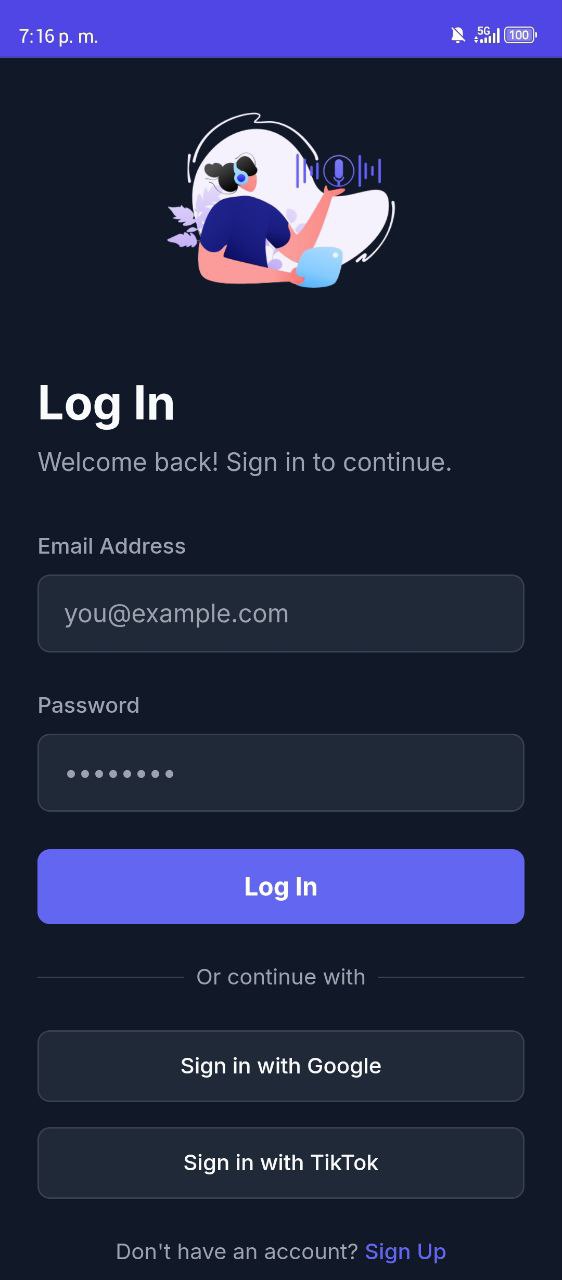 7:16 p. m.
5G
100
Log In
Welcome back! Sign in to continue.
Email Address
you@example.com
Password
••••••••
Log In
Or continue with
Sign in with Google
Sign in with TikTok
Don't have an account? Sign Up